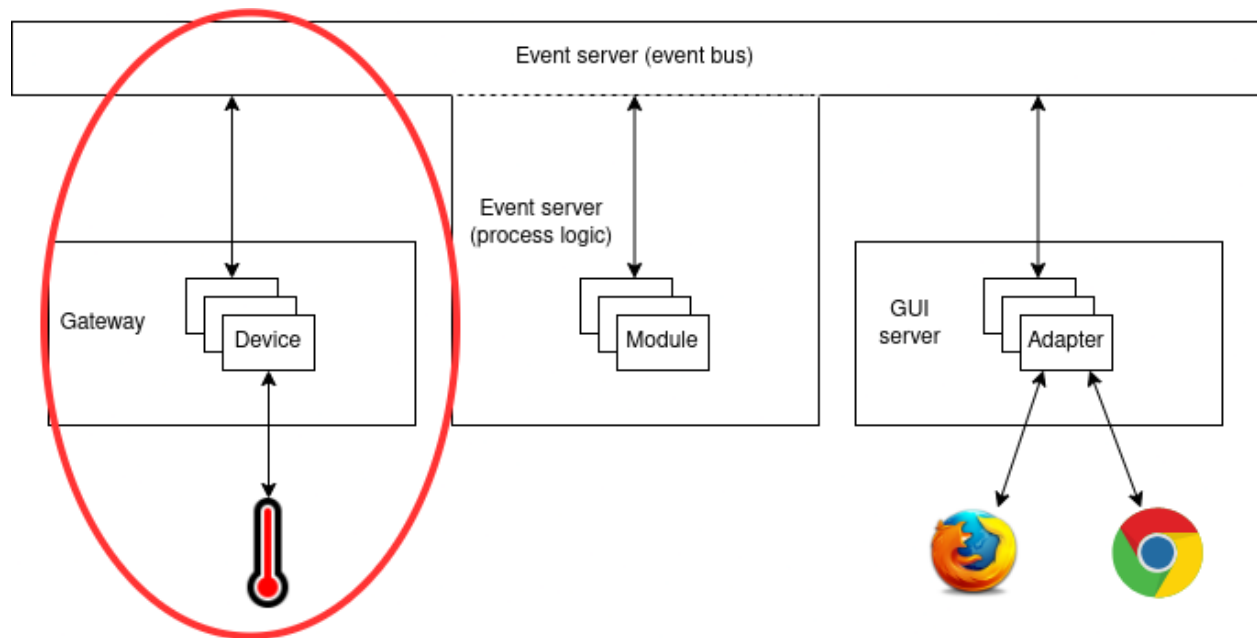 Event server (event bus)
Event server
(process logic)
Gateway
Device
Module
GUI
server
Adapter